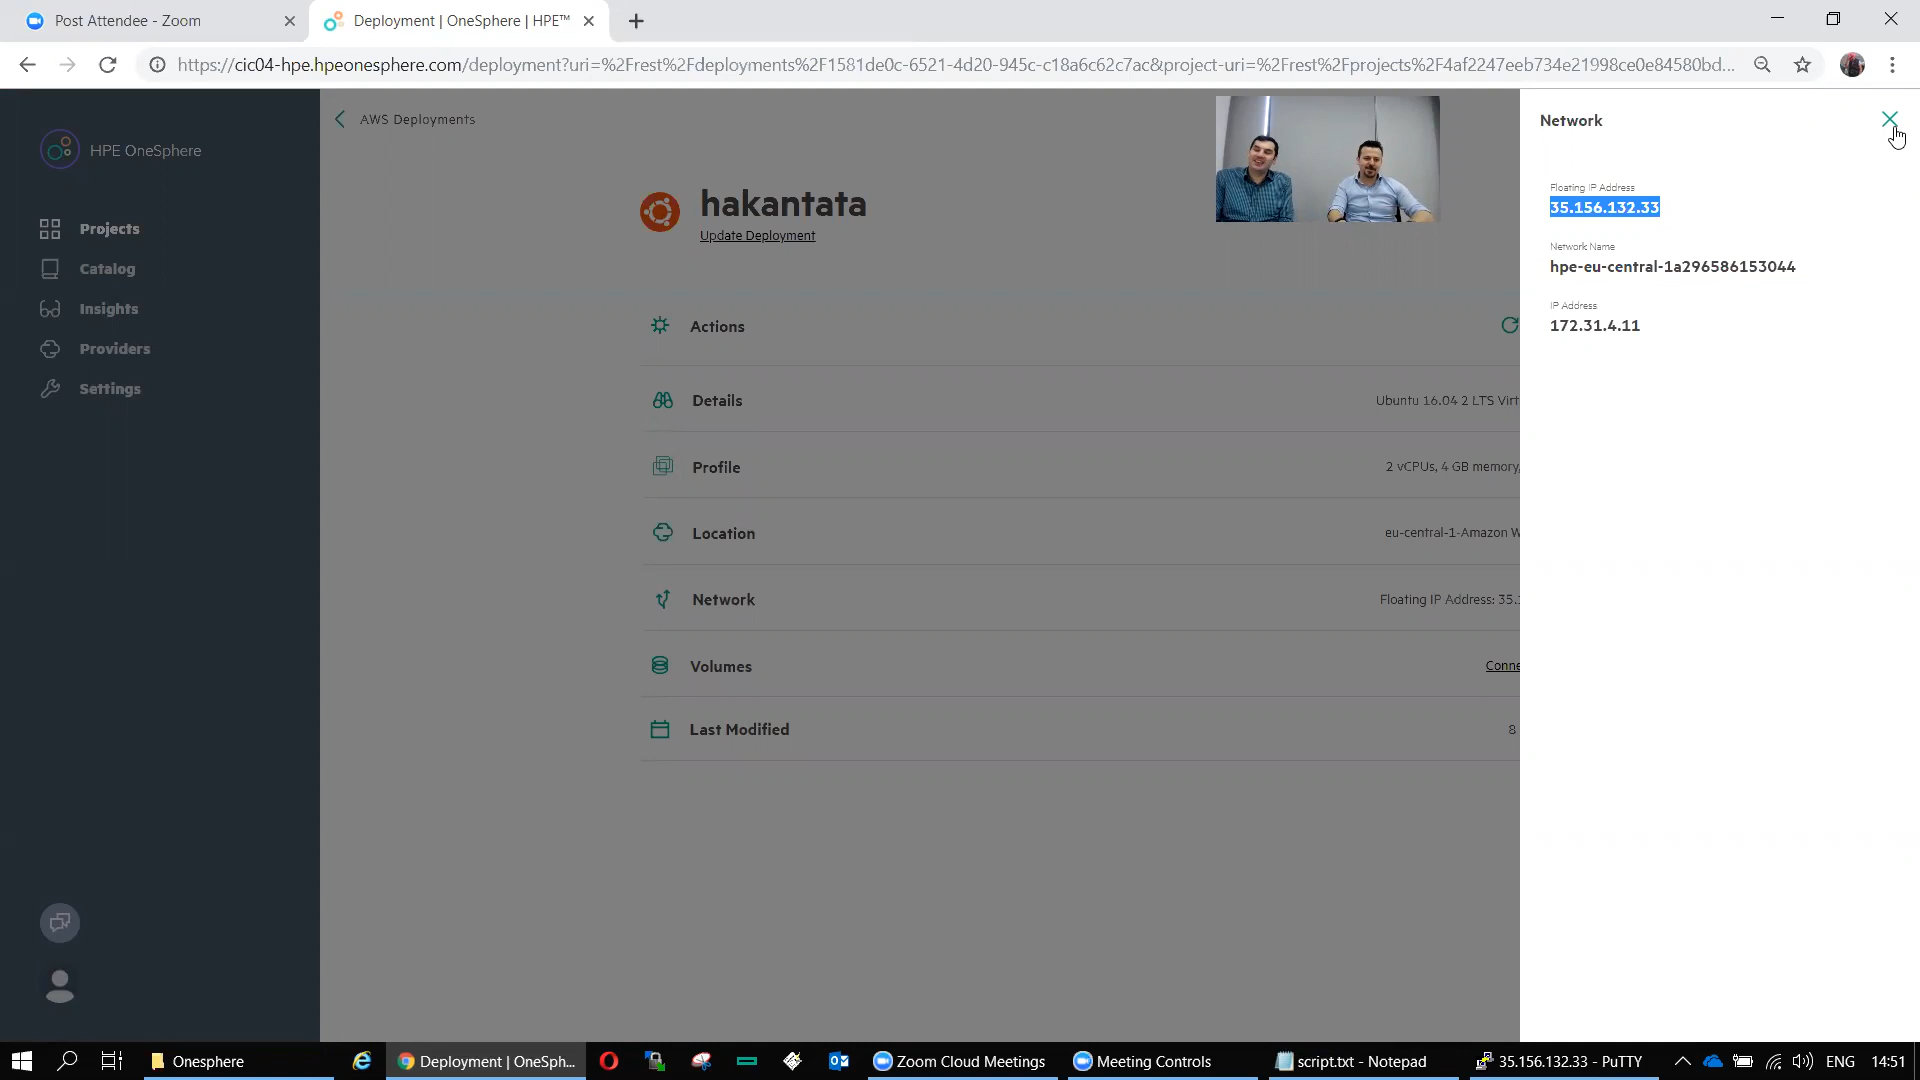 Post Attendee - Zoom
Deployment | OneSphere | HPE™
https://cic04-hpe.hpeonesphere.com/deployment?uri=%2Frest%2Fdeployments%2F1581de0c-6521-4d20-945c-c18a6c62c7ac&project-uri=%2Frest%2Fprojects%2F4af2247eeb734e21998ce0e84580bd...
HPE OneSphere
Projects
Catalog
Insights
Providers
Settings
AWS Deployments
hakantata
Update Deployment
Actions
Details
Ubuntu 16.04 2 LTS Virt
Profile
2 vCPUs, 4 GB memory,
Location
eu-central-1-Amazon W
Network
Floating IP Address: 35.1
Volumes
Conne
Last Modified
8
Network
Floating IP Address
35.156.132.33
Network Name
hpe-eu-central-1a296586153044
IP Address
172.31.4.11
Onesphere
Deployment | OneSph...
Zoom Cloud Meetings
Meeting Controls
script.txt - Notepad
35.156.132.33 - PuTTY
ENG
14:51